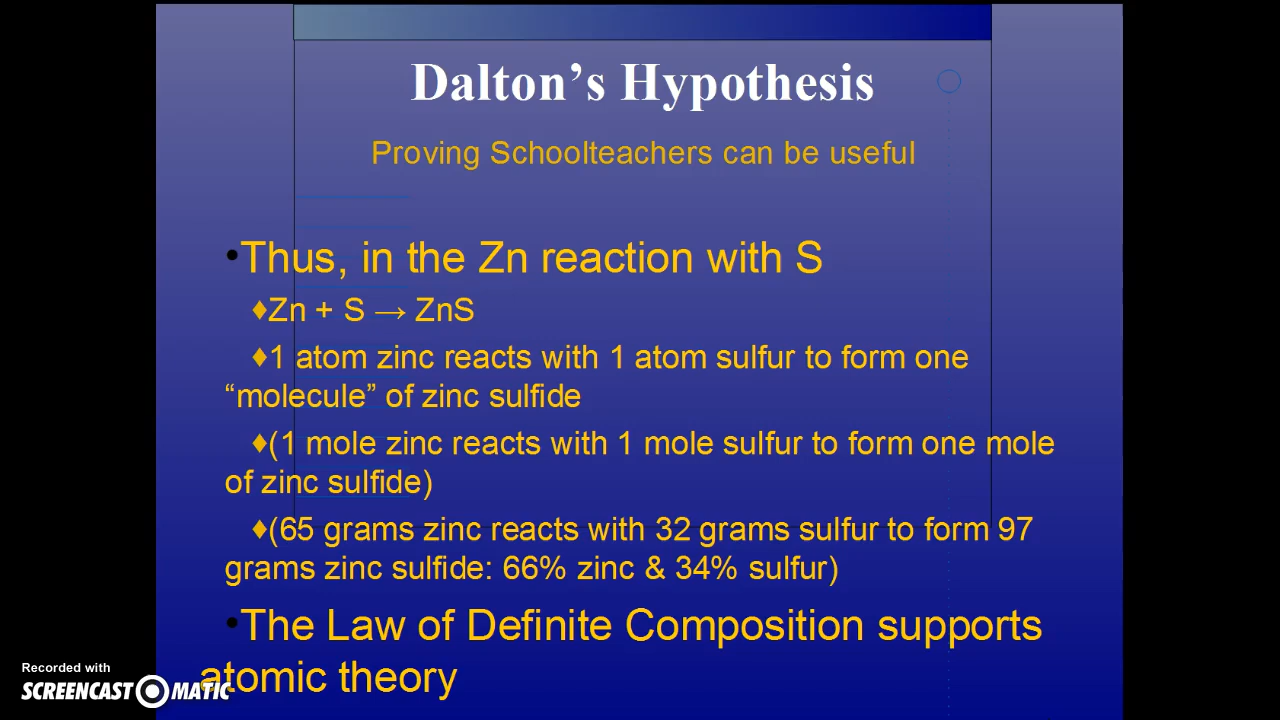 Dalton’s Hypothesis
Proving Schoolteachers can be useful
•Thus, in the Zn reaction with S
♦Zn + S → ZnS
♦1 atom zinc reacts with 1 atom sulfur to form one
“molecule” of zinc sulfide
♦(1 mole zinc reacts with 1 mole sulfur to form one mole
of zinc sulfide)
♦(65 grams zinc reacts with 32 grams sulfur to form 97
grams zinc sulfide: 66% zinc & 34% sulfur)
•The Law of Definite Composition supports
atomic theory
Recorded with
SCREENCAST MATIC